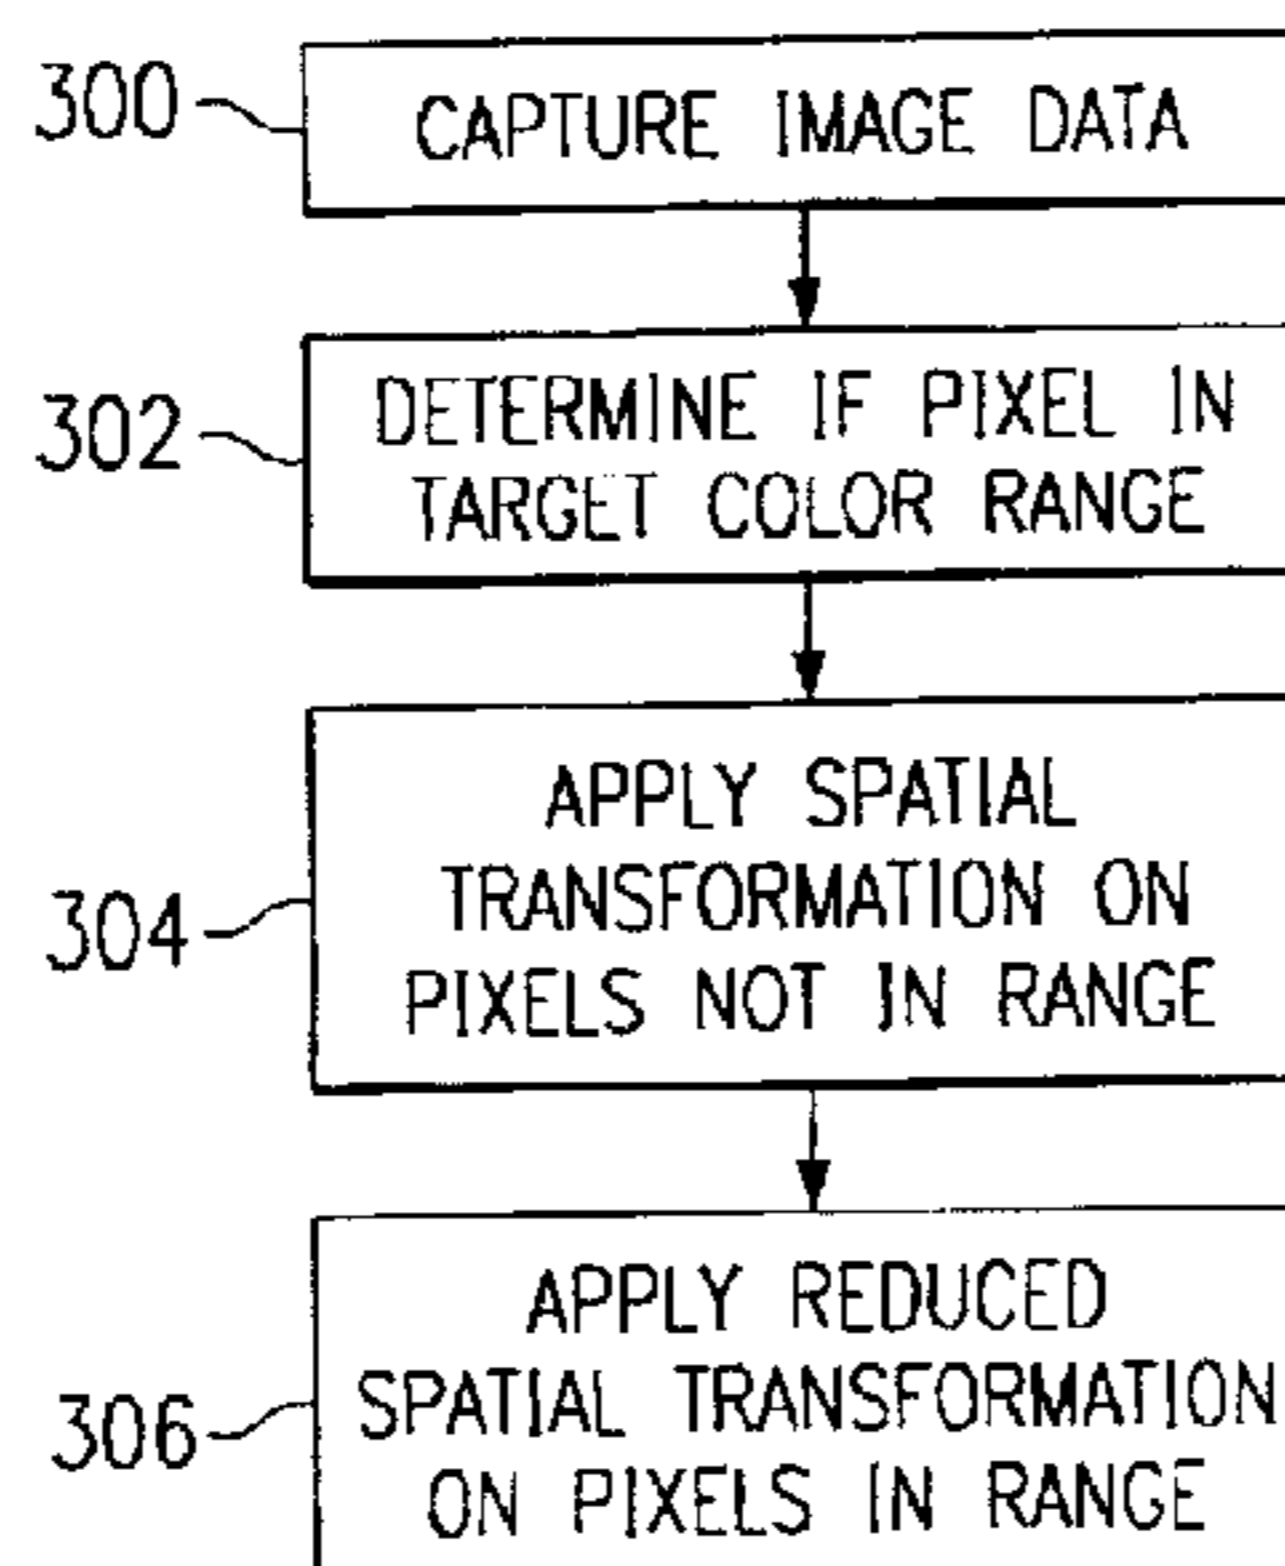 300
CAPTURE IMAGE DATA
302
DETERMINE IF PIXEL IN
TARGET COLOR RANGE
304
APPLY SPATIAL
TRANSFORMATION ON
PIXELS NOT IN RANGE
306
APPLY REDUCED
SPATIAL TRANSFORMATION
ON PIXELS IN RANGE